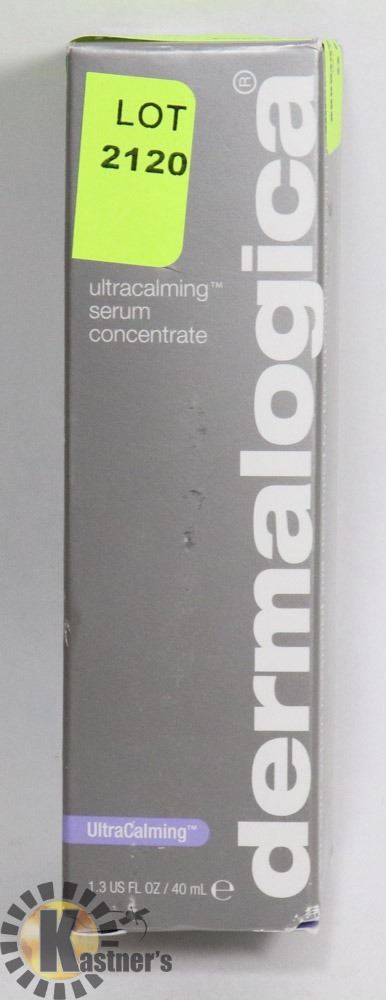 LOT
2120
ultracalming™
serum
concentrate
dermalogica®
UltraCalming™
1.3 US FL OZ / 40 mL ℮
Kastner's